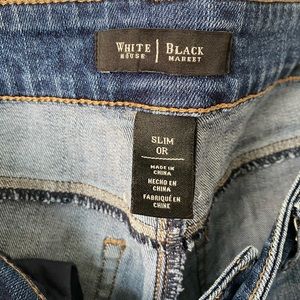 WHITE | BLACK
HOUSE MARKET
SLIM
0R
MADE IN
CHINA
HECHO EN
CHINA
FABRIQUÉ EN
CHINE